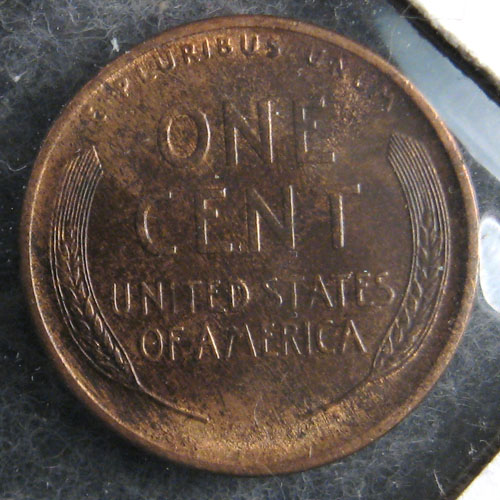 E PLURIBUS UNUM
ONE
CENT
UNITED STATES
OF AMERICA